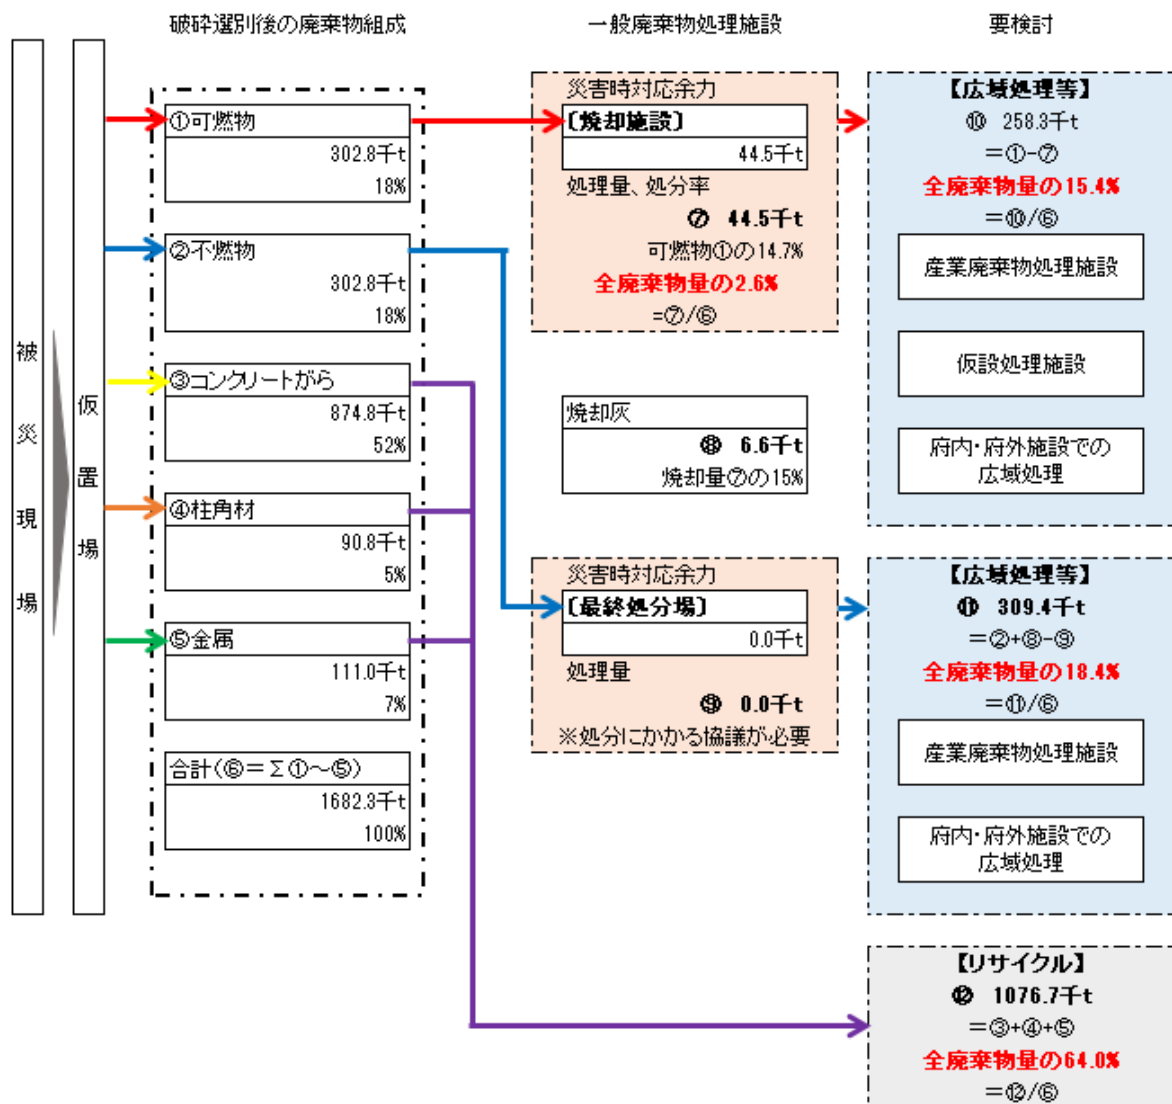 破砕選別後の廃棄物組成
一般廃棄物処理施設
要検討
被災現場
仮置場
①可燃物
302.8千t
18%
②不燃物
302.8千t
18%
③コンクリートがら
874.8千t
52%
④柱角材
90.8千t
5%
⑤金属
111.0千t
7%
合計(⑥=Σ①～⑤)
1682.3千t
100%
災害時対応余力
〔焼却施設〕
44.5千t
処理量、処分率
⑦ 44.5千t
可燃物①の14.7%
全廃棄物量の2.6%
=⑦/⑥
焼却灰
⑧ 6.6千t
焼却量⑦の15%
災害時対応余力
〔最終処分場〕
0.0千t
処理量
⑨ 0.0千t
※処分にかかる協議が必要
【広域処理等】
⑩ 258.3千t
=①-⑦
全廃棄物量の15.4%
=⑩/⑥
産業廃棄物処理施設
仮設処理施設
府内・府外施設での
広域処理
【広域処理等】
⑪ 309.4千t
=②+⑧-⑨
全廃棄物量の18.4%
=⑪/⑥
産業廃棄物処理施設
府内・府外施設での
広域処理
【リサイクル】
⑫ 1076.7千t
=③+④+⑤
全廃棄物量の64.0%
=⑫/⑥